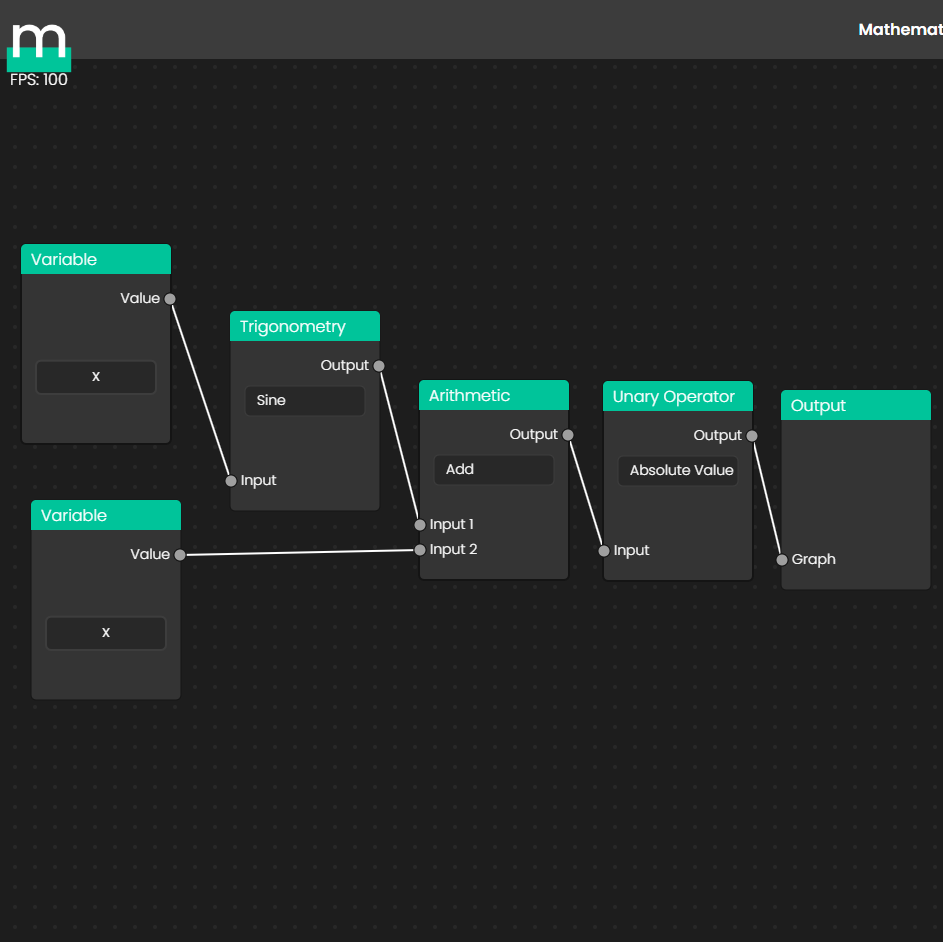 m
Mathemat
FPS: 100
Variable
Value
x
Trigonometry
Output
Sine
Input
Variable
Value
x
Arithmetic
Output
Add
Input 1
Input 2
Unary Operator
Output
Absolute Value
Input
Output
Graph